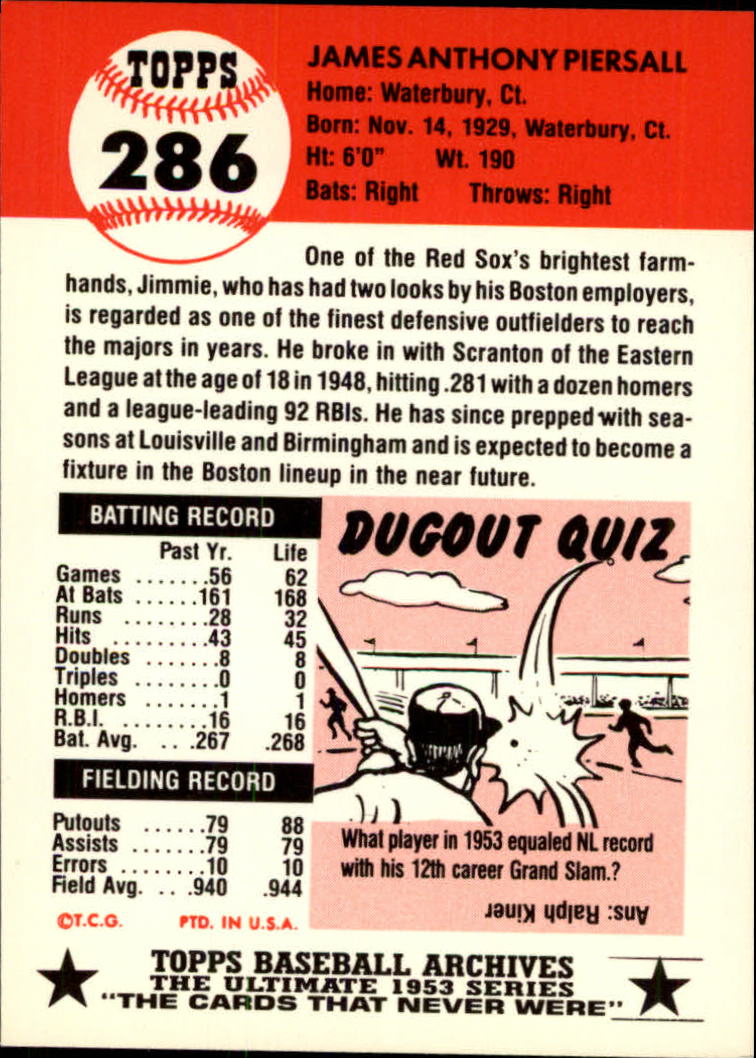 TOPPS
286
JAMES ANTHONY PIERSALL
Home: Waterbury, Ct.
Born: Nov. 14, 1929, Waterbury, Ct.
Ht: 6'0" Wt. 190
Bats: Right Throws: Right
One of the Red Sox's brightest farm-
hands, Jimmie, who has had two looks by his Boston employers,
is regarded as one of the finest defensive outfielders to reach
the majors in years. He broke in with Scranton of the Eastern
League at the age of 18 in 1948, hitting .281 with a dozen homers
and a league-leading 92 RBIs. He has since prepped with sea-
sons at Louisville and Birmingham and is expected to become a
fixture in the Boston lineup in the near future.
BATTING RECORD
Past Yr. Life
Games .......56 62
At Bats ......161 168
Runs ........28 32
Hits .........43 45
Doubles .......8 8
Triples ........0 0
Homers .......1 1
R.B.I. ........16 16
Bat. Avg. . . .267 .268
FIELDING RECORD
Putouts ......79 88
Assists .......79 79
Errors ........10 10
Field Avg. . . .940 .944
©T.C.G. PTD. IN U.S.A.
DUGOUT QUIZ
What player in 1953 equaled NL record
with his 12th career Grand Slam.?
Ans: Ralph Kiner
TOPPS BASEBALL ARCHIVES
THE ULTIMATE 1953 SERIES
"THE CARDS THAT NEVER WERE"